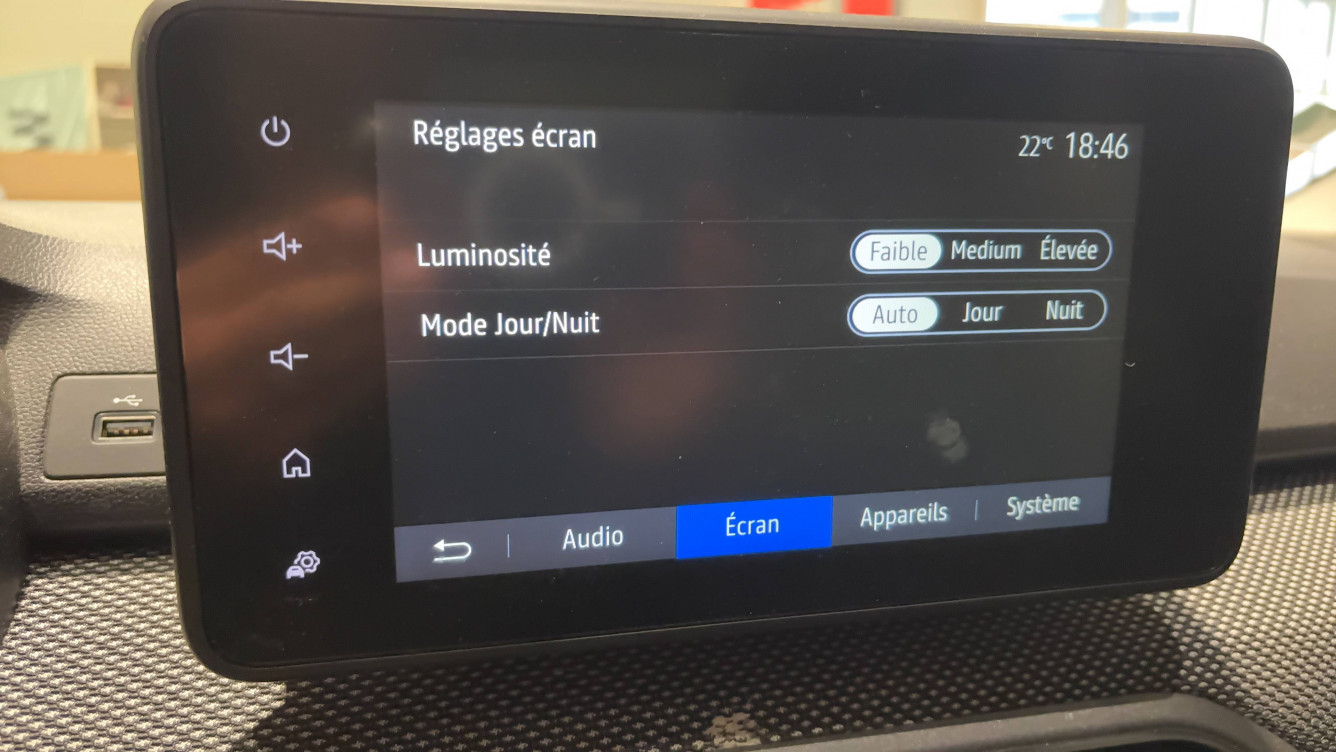 Réglages écran
22°C 18:46
Luminosité
Faible Medium Élevée
Mode Jour/Nuit
Auto Jour Nuit
Audio Écran Appareils Système